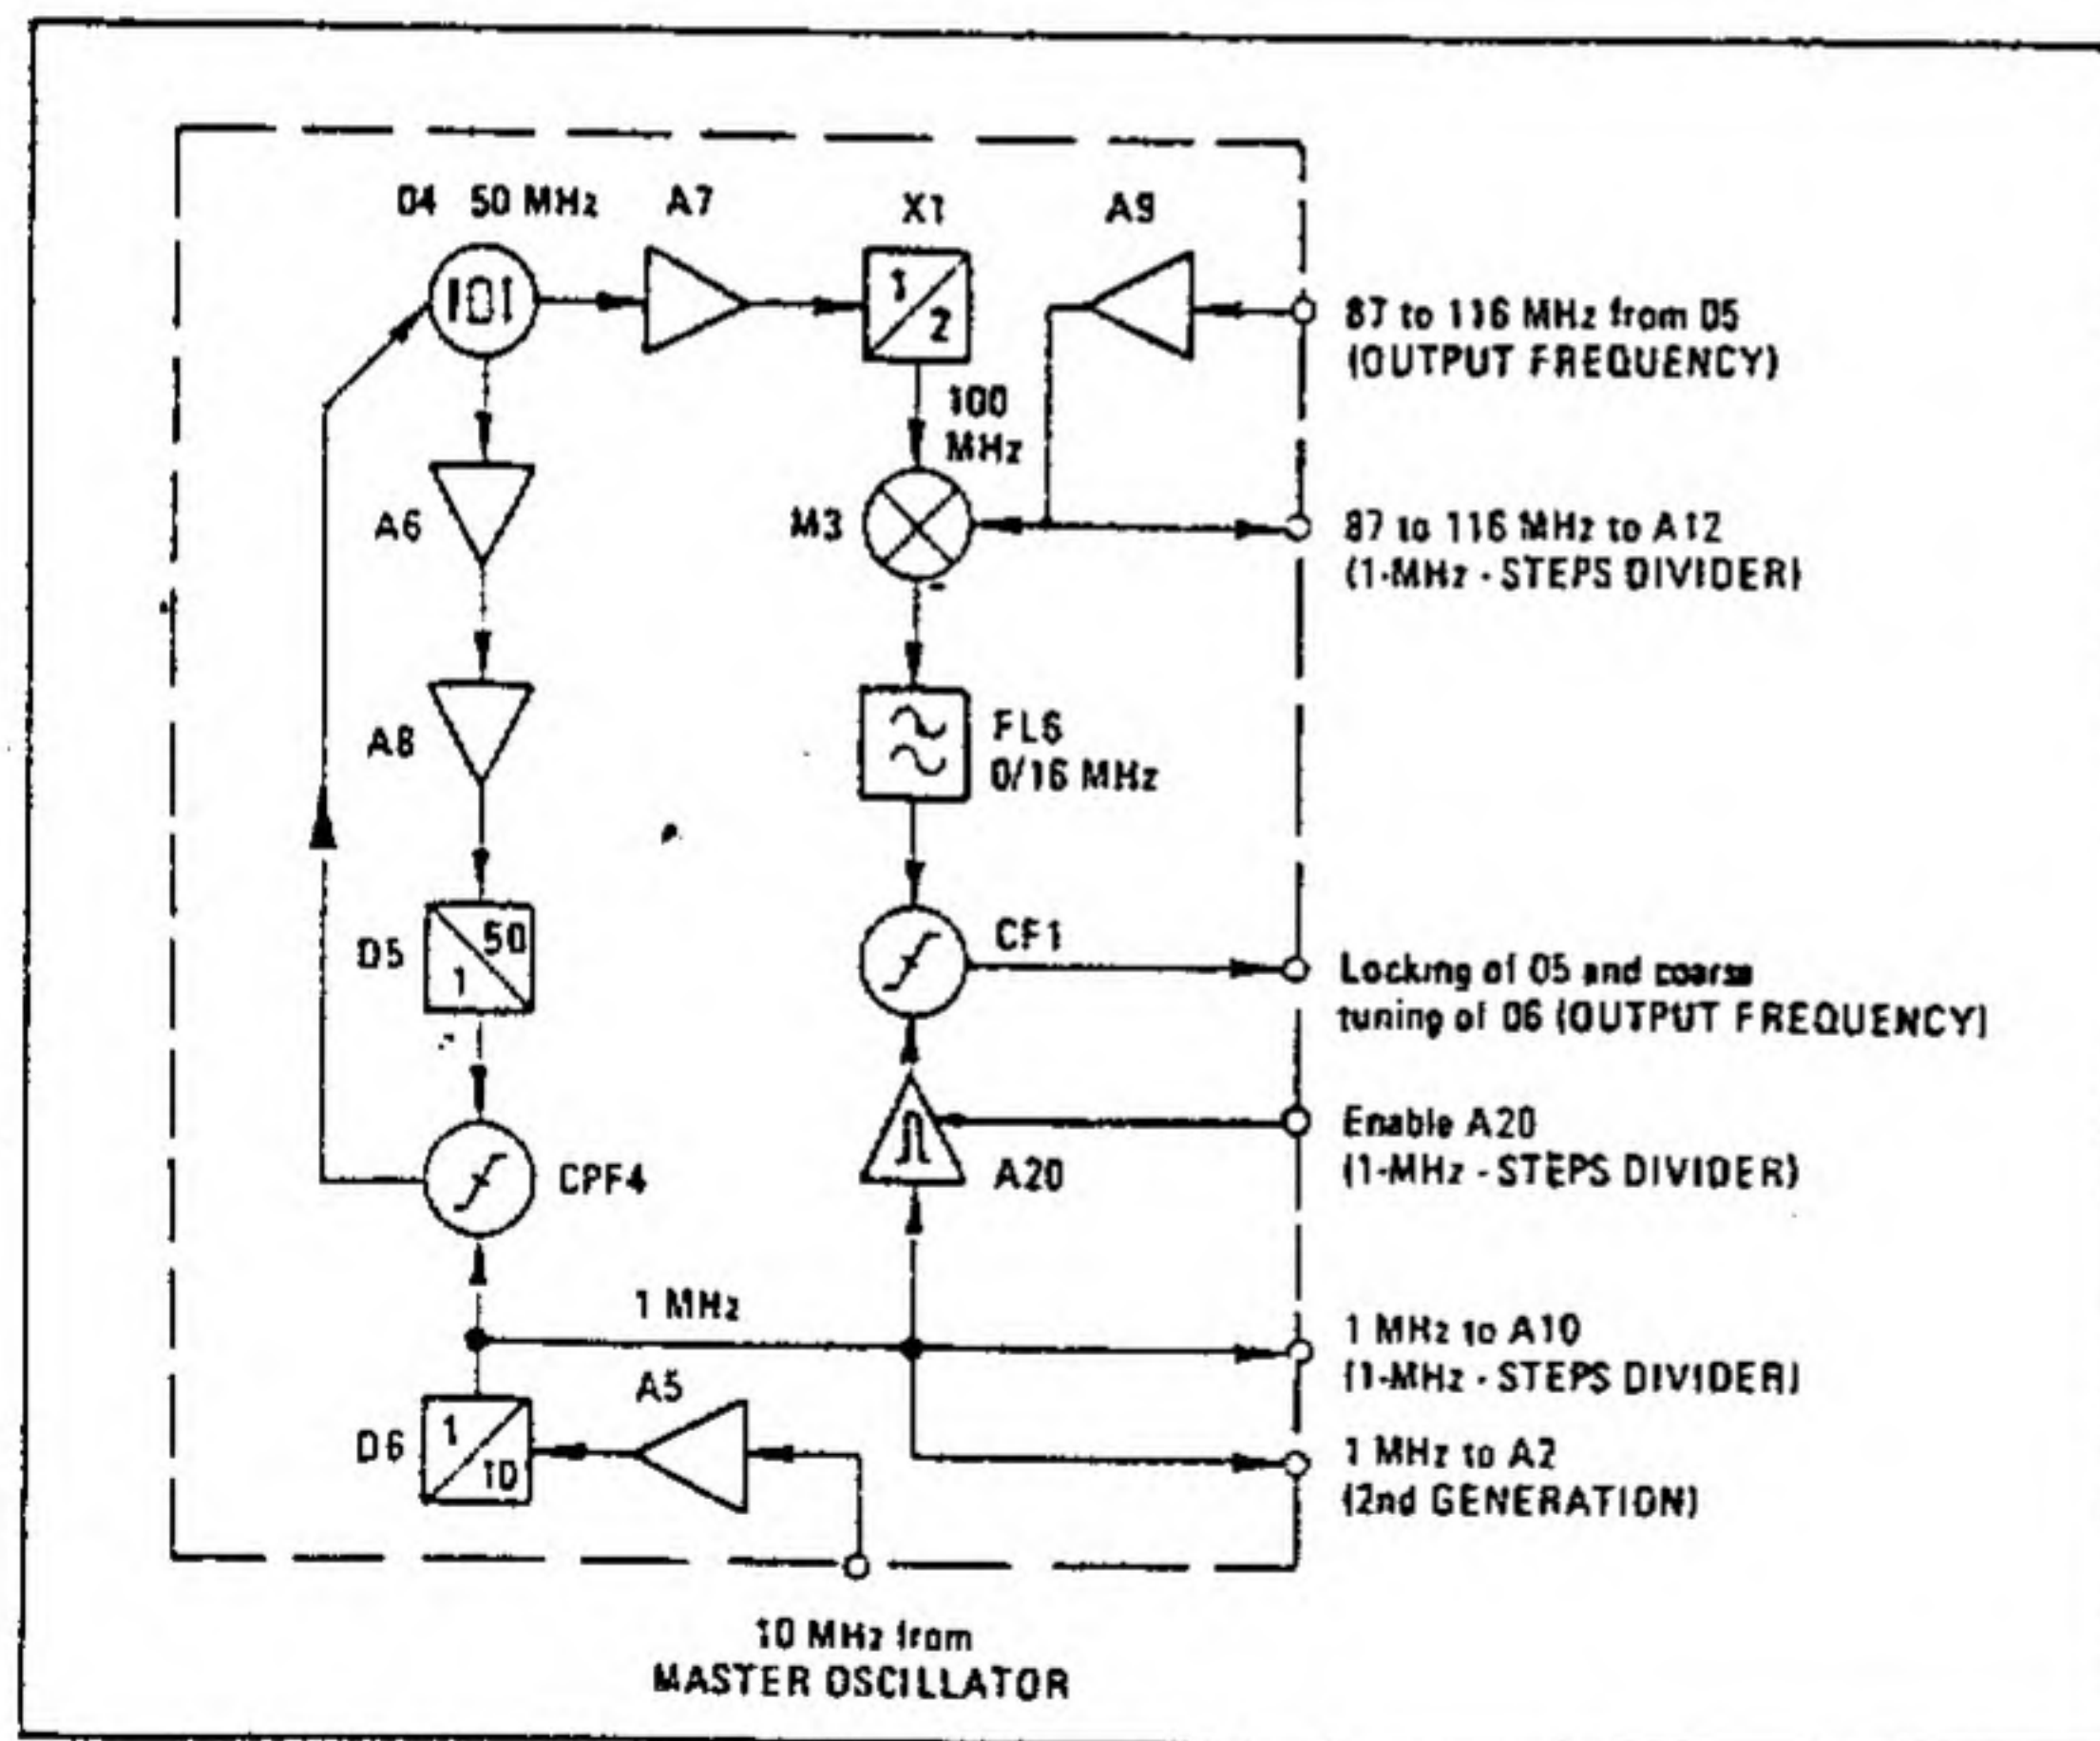 04 50 MHz
A7
X1
A9
1
2
87 to 116 MHz from 05
(OUTPUT FREQUENCY)
100
MHz
A6
M3
87 to 116 MHz to A12
(1-MHz - STEPS DIVIDER)
A8
FL6
0/16 MHz
D5
50
1
CF1
Locking of 05 and coarse
tuning of 06 (OUTPUT FREQUENCY)
CPF4
A20
Enable A20
(1-MHz - STEPS DIVIDER)
1 MHz
1 MHz to A10
(1-MHz - STEPS DIVIDER)
A5
D6
1
10
1 MHz to A2
(2nd GENERATION)
10 MHz from
MASTER OSCILLATOR